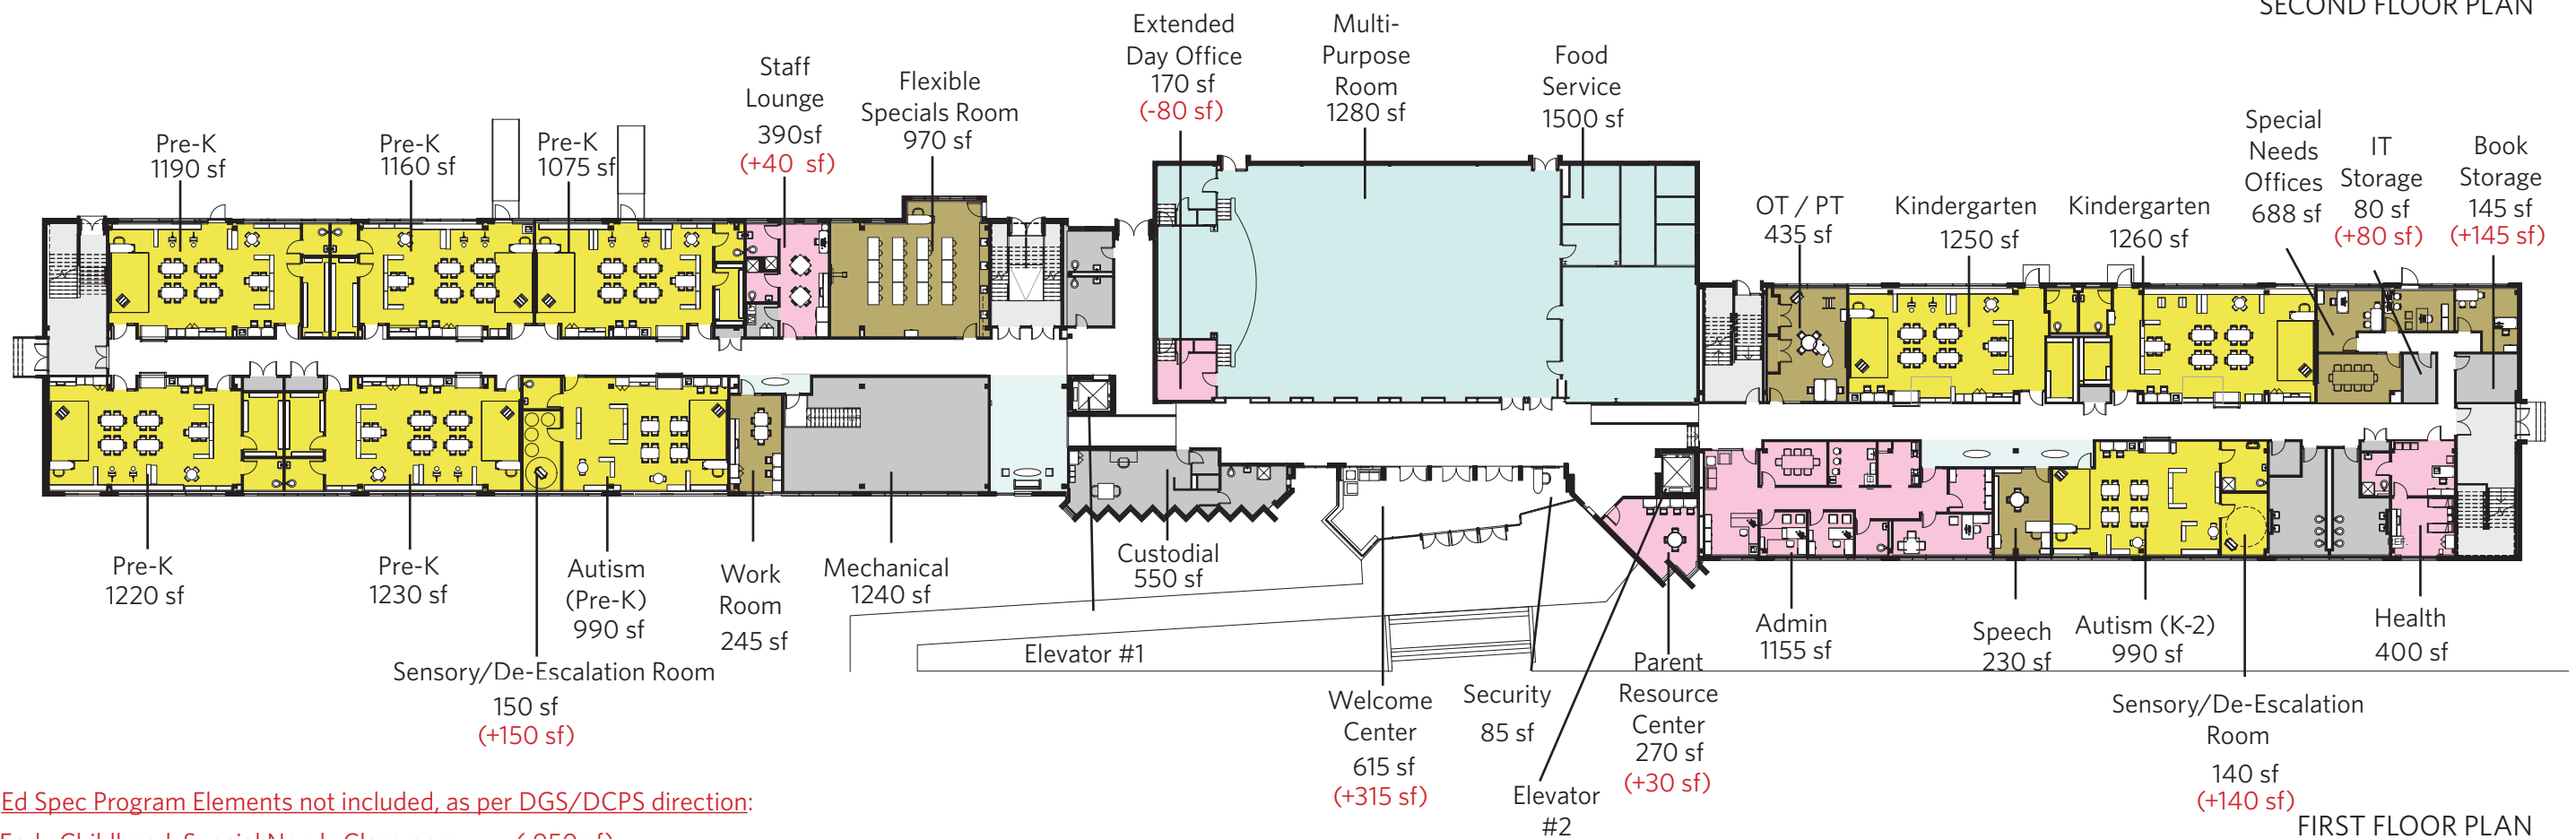 SECOND FLOOR PLAN
Extended
Day Office
170 sf
(-80 sf)
Multi-
Purpose
Room
1280 sf
Food
Service
1500 sf
Staff
Lounge
390sf
(+40 sf)
Flexible
Specials Room
970 sf
Pre-K
1190 sf
Pre-K
1160 sf
Pre-K
1075 sf
Special
Needs
Offices
688 sf
IT
Storage
80 sf
(+80 sf)
Book
Storage
145 sf
(+145 sf)
OT / PT
435 sf
Kindergarten
1250 sf
Kindergarten
1260 sf
Pre-K
1220 sf
Pre-K
1230 sf
Autism
(Pre-K)
990 sf
Work
Room
245 sf
Mechanical
1240 sf
Custodial
550 sf
Elevator #1
Sensory/De-Escalation Room
150 sf
(+150 sf)
Welcome
Center
615 sf
(+315 sf)
Security
85 sf
Elevator
#2
Parent
Resource
Center
270 sf
(+30 sf)
Admin
1155 sf
Speech
230 sf
Autism (K-2)
990 sf
Health
400 sf
Sensory/De-Escalation
Room
140 sf
(+140 sf)
Ed Spec Program Elements not included, as per DGS/DCPS direction:
Early Childhood Special Needs Classroom (-950 sf)
FIRST FLOOR PLAN